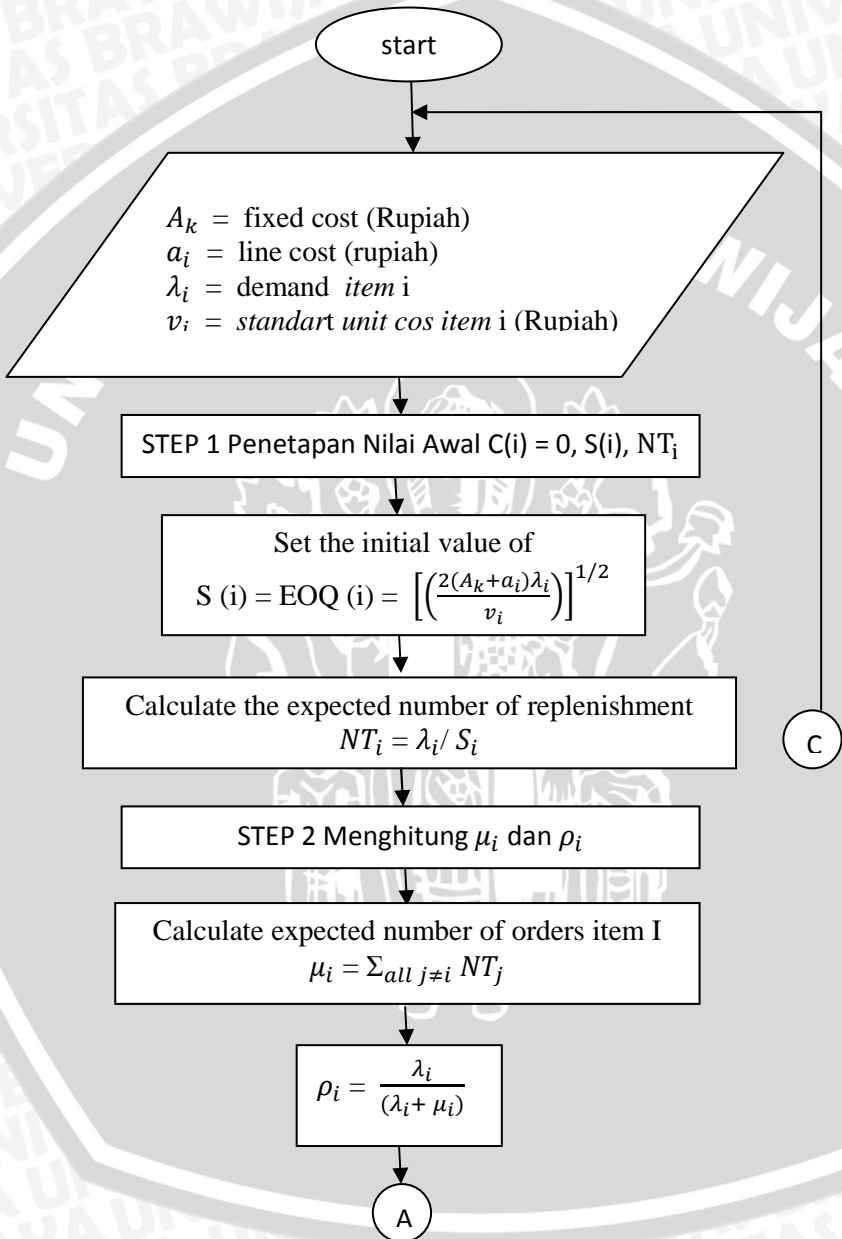 start
A_k = fixed cost (Rupiah)
a_i = line cost (rupiah)
λ_i = demand item i
v_i = standart unit cos item i (Rupiah)
STEP 1 Penetapan Nilai Awal C(i) = 0, S(i), NT_i
Set the initial value of
S (i) = EOQ (i) = [(2(A_k+a_i)λ_i / v_i)]^{1/2}
Calculate the expected number of replenishment
NT_i = λ_i/ S_i
C
STEP 2 Menghitung μ_i dan ρ_i
Calculate expected number of orders item I
μ_i = Σ_{all j≠i} NT_j
ρ_i = λ_i / (λ_i+ μ_i)
A